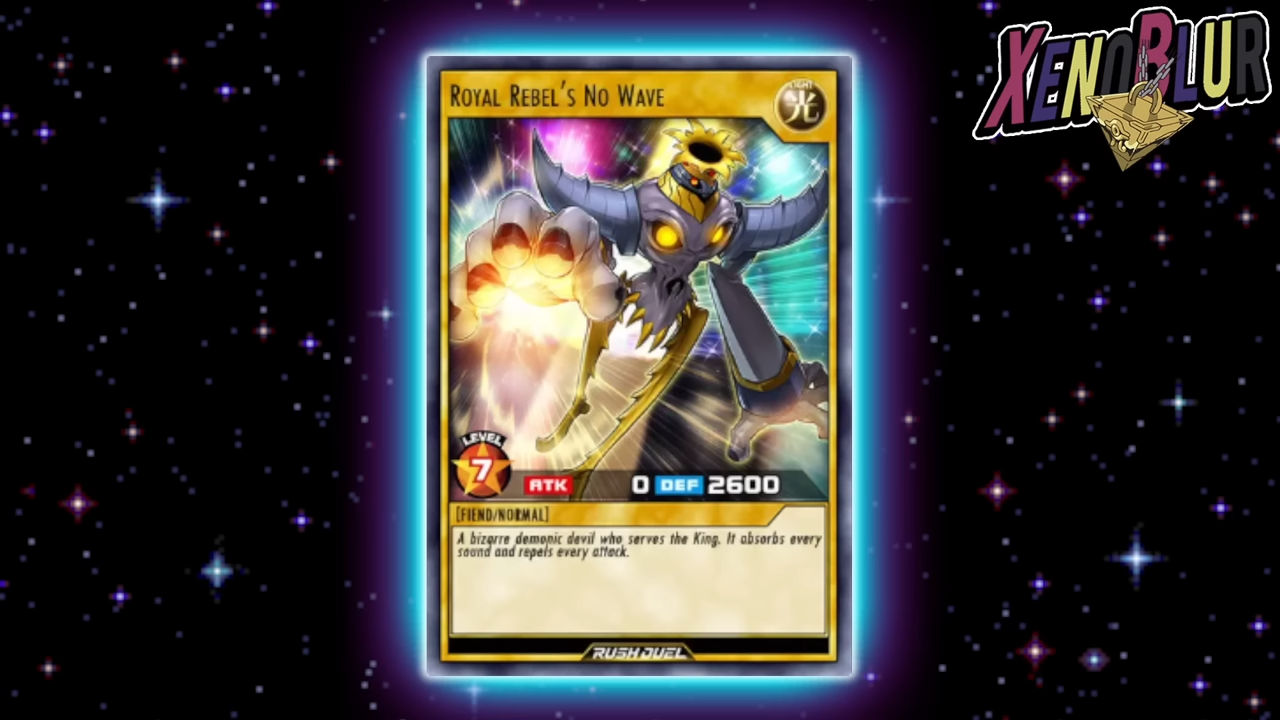 XENOBLUR
ROYAL REBEL'S NO WAVE
LIGHT
光
LEVEL
7
ATK 0 DEF 2600
[FIEND/NORMAL]
A bizarre demonic devil who serves the King. It absorbs every
sound and repels every attack.
RUSH DUEL